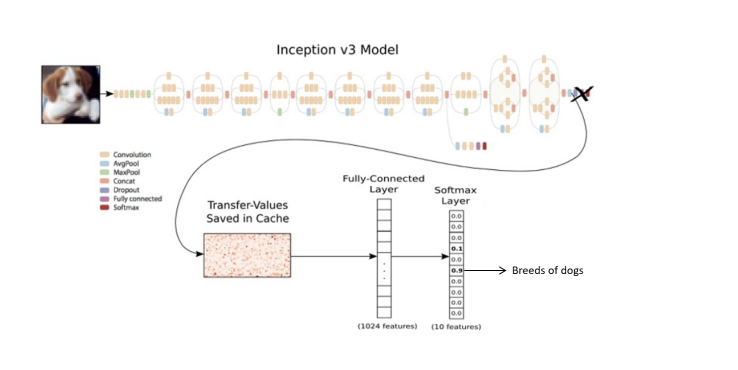 Inception v3 Model
Convolution
AvgPool
MaxPool
Concat
Dropout
Fully connected
Softmax
Transfer-Values
Saved in Cache
Fully-Connected
Layer
(1024 features)
Softmax
Layer
0.0
0.0
0.0
0.1
0.0
0.9
0.0
0.0
0.0
0.0
(10 features)
Breeds of dogs